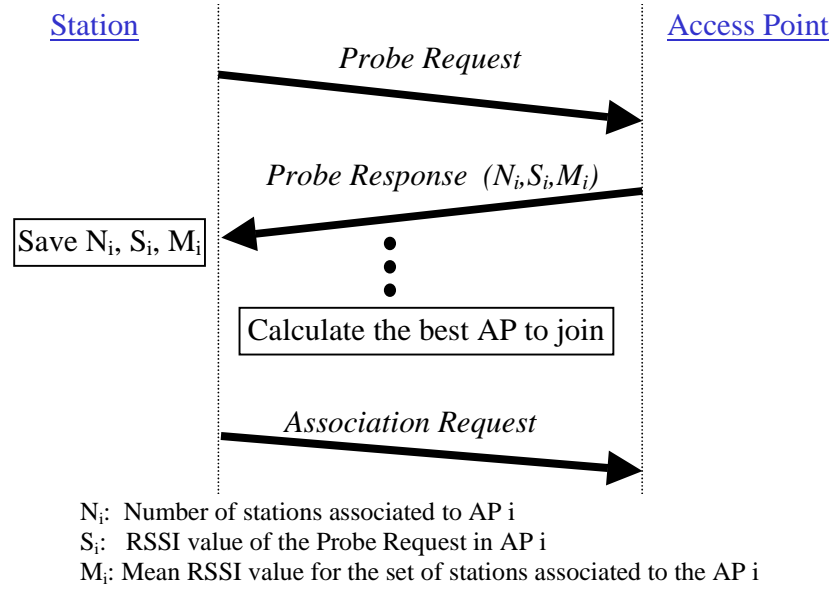 Station
Access Point
Probe Request
Probe Response (Nᵢ,Sᵢ,Mᵢ)
Save Nᵢ, Sᵢ, Mᵢ
Calculate the best AP to join
Association Request
Nᵢ: Number of stations associated to AP i
Sᵢ: RSSI value of the Probe Request in AP i
Mᵢ: Mean RSSI value for the set of stations associated to the AP i